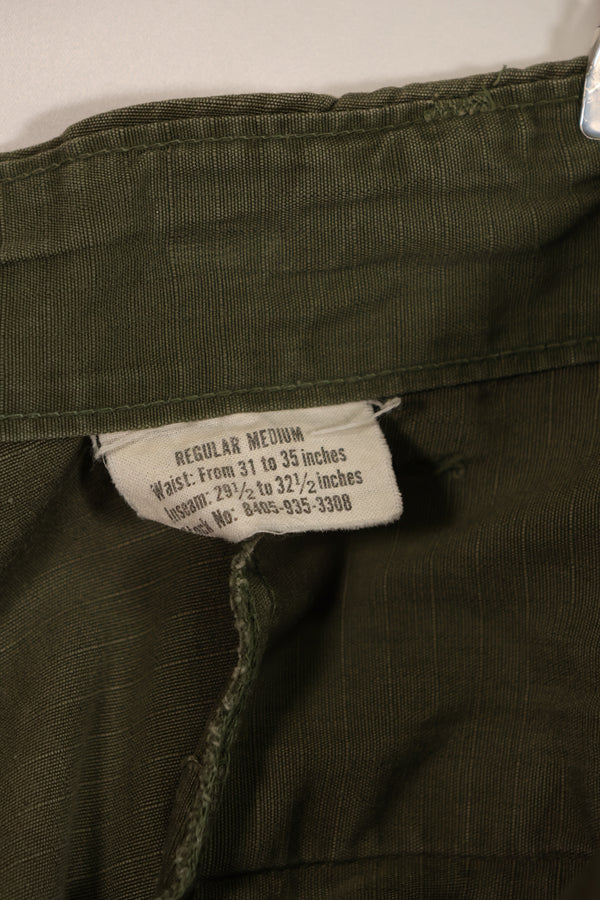 REGULAR MEDIUM
Waist: From 31 to 35 inches
Inseam: 29½ to 32½ inches
Stock No: 8405-935-3308